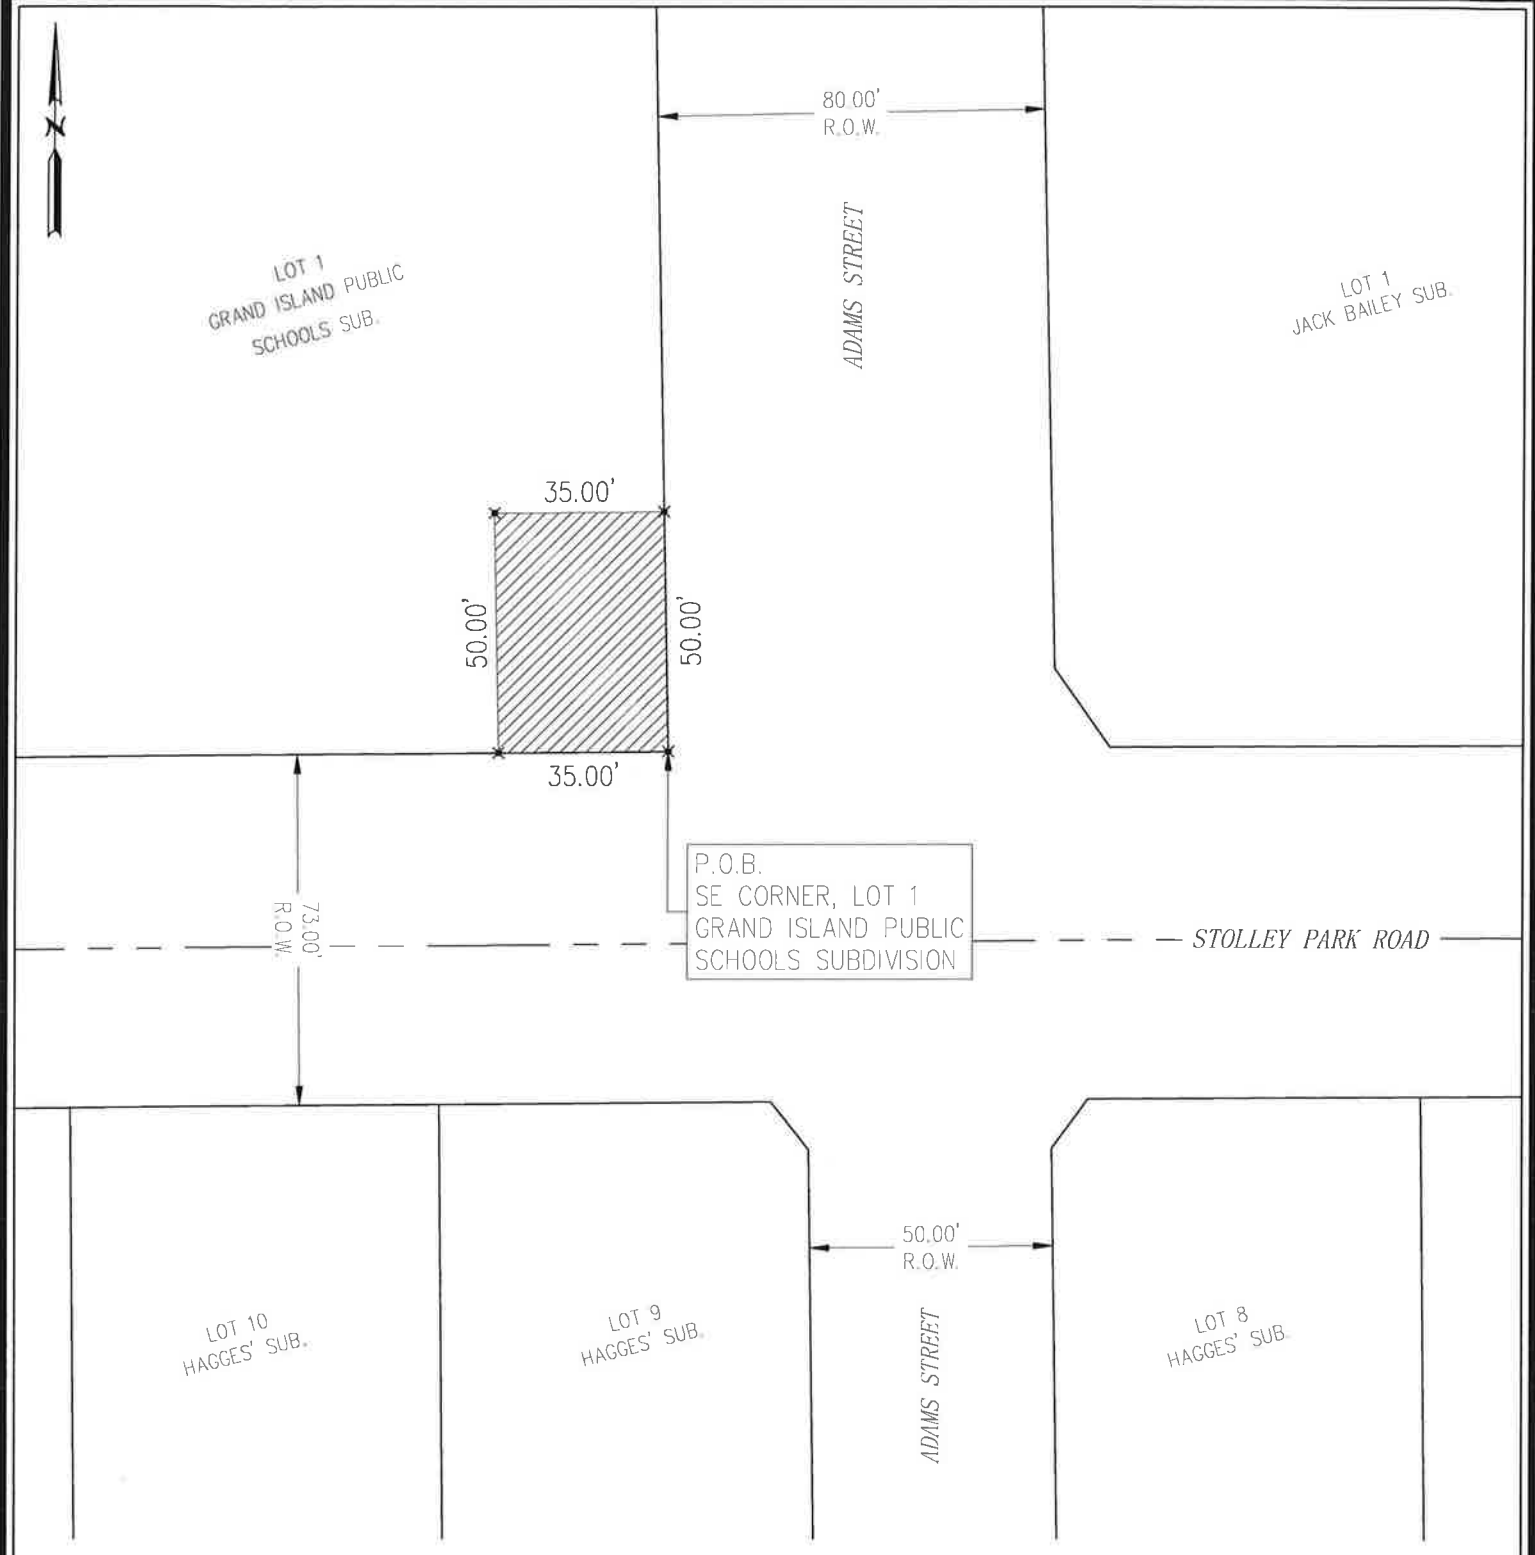 80.00'
R.O.W.
N
ADAMS STREET
LOT 1
GRAND ISLAND PUBLIC
SCHOOLS SUB.
LOT 1
JACK BAILEY SUB.
35.00'
50.00'
50.00'
35.00'
P.O.B.
SE CORNER, LOT 1
GRAND ISLAND PUBLIC
SCHOOLS SUBDIVISION
73.00'
R.O.W.
STOLLEY PARK ROAD
50.00'
R.O.W.
LOT 10
HAGGES' SUB.
LOT 9
HAGGES' SUB.
ADAMS STREET
LOT 8
HAGGES' SUB.